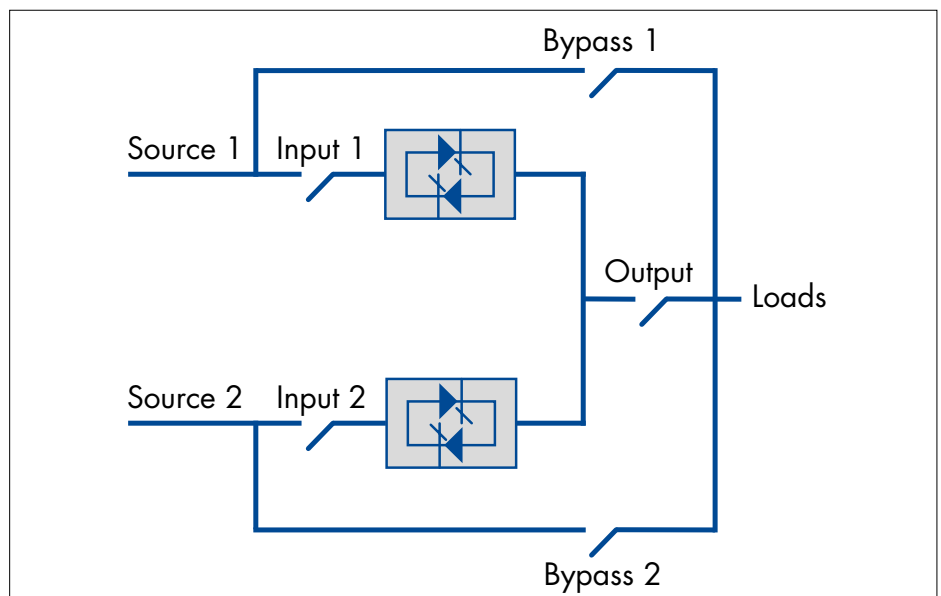 Bypass 1
Source 1
Input 1
Output
Loads
Source 2
Input 2
Bypass 2